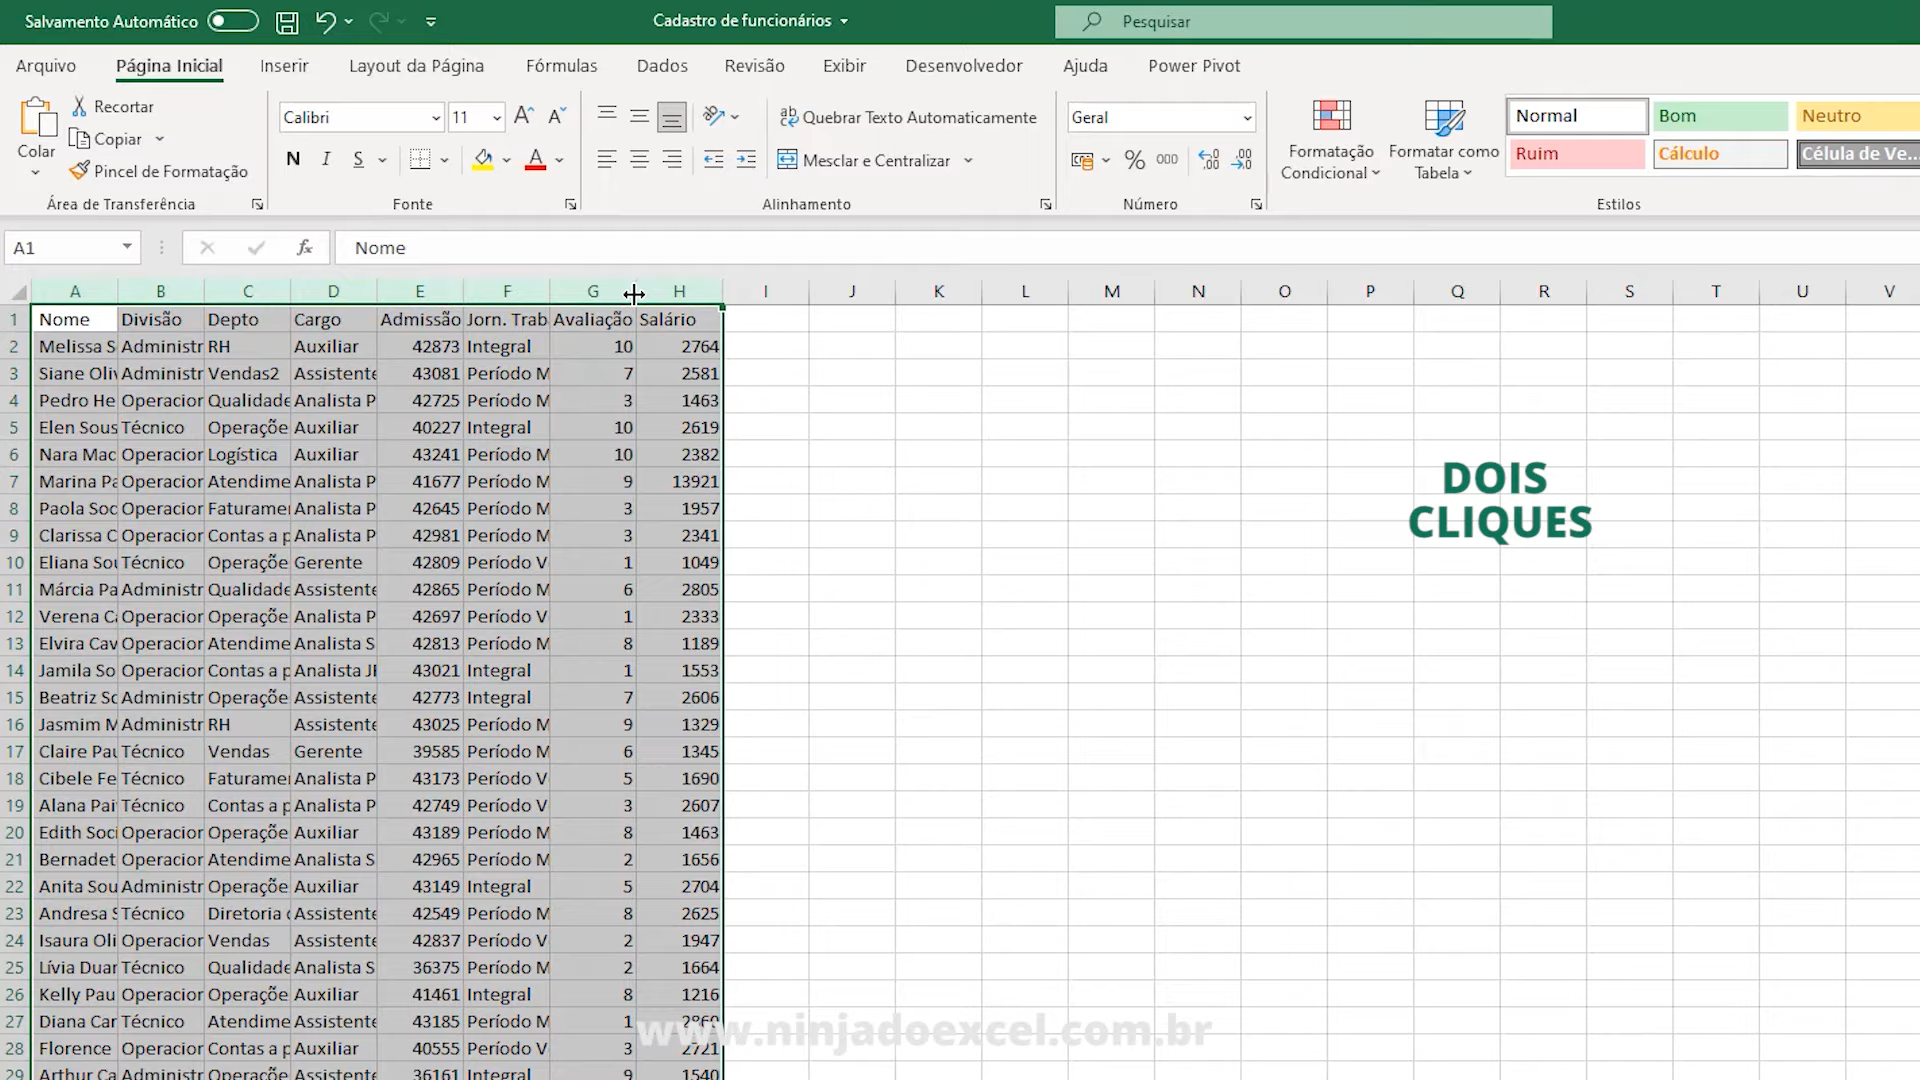 Salvamento Automático
Cadastro de funcionários
Pesquisar
Arquivo Página Inicial Inserir Layout da Página Fórmulas Dados Revisão Exibir Desenvolvedor Ajuda Power Pivot
Colar
Recortar
Copiar
Pincel de Formatação
Área de Transferência
Calibri 11
N I S
Fonte
Quebrar Texto Automaticamente
Mesclar e Centralizar
Alinhamento
Geral
% 000
Número
Formatação Condicional
Formatar como Tabela
Normal Bom Neutro
Ruim Cálculo Célula de Ve...
Estilos
A1 fx Nome
A B C D E F G H I J K L M N O P Q R S T U V
1 Nome Divisão Depto Cargo Admissão Jorn. Trab Avaliação Salário
2 Melissa S Administr RH Auxiliar 42873 Integral 10 2764
3 Siane Oliv Administr Vendas2 Assistente 43081 Período M 7 2581
4 Pedro He Operacior Qualidade Analista P 42725 Período M 3 1463
5 Elen Sous Técnico Operaçõe Auxiliar 40227 Integral 10 2619
6 Nara Mac Operacior Logística Auxiliar 43241 Período M 10 2382
7 Marina Pa Operacior Atendime Analista P 41677 Período M 9 13921
8 Paola Soc Operacior Faturamei Analista P 42645 Período M 3 1957
9 Clarissa C Operacior Contas a p Analista P 42981 Período M 3 2341
10 Eliana Sou Técnico Operaçõe Gerente 42809 Período V 1 1049
11 Márcia Pa Administr Qualidade Assistente 42865 Período M 6 2805
12 Verena Ca Operacior Operaçõe Analista P 42697 Período V 1 2333
13 Elvira Cav Operacior Atendime Analista S 42813 Período M 8 1189
14 Jamila So Operacior Contas a p Analista JR 43021 Integral 1 1553
15 Beatriz So Administr Operaçõe Assistente 42773 Integral 7 2606
16 Jasmim M Administr RH Assistente 43025 Período M 9 1329
17 Claire Pau Técnico Vendas Gerente 39585 Período M 6 1345
18 Cibele Fe Técnico Faturamei Analista P 43173 Período V 5 1690
19 Alana Pai Técnico Contas a p Analista P 42749 Período V 3 2607
20 Edith Soci Operacior Operaçõe Auxiliar 43189 Período M 8 1463
21 Bernadet Operacior Atendime Analista S 42965 Período M 2 1656
22 Anita Sou Administr Operaçõe Auxiliar 43149 Integral 5 2704
23 Andresa S Técnico Diretoria Assistente 42549 Período M 8 2625
24 Isaura Oli Operacior Vendas Assistente 42837 Período V 2 1947
25 Lívia Duar Técnico Qualidade Analista S 36375 Período M 2 1664
26 Kelly Pau Operacior Operaçõe Auxiliar 41461 Integral 8 1216
27 Diana Car Técnico Atendime Assistente 43185 Período M 1
28 Florence Operacior Contas a p Auxiliar 40555 Período V 3 2721
29 Arthur Ca Administr Operaçõe Assistente 36161 Integral 9 1540
DOIS
CLIQUES
www.ninjadoexcel.com.br